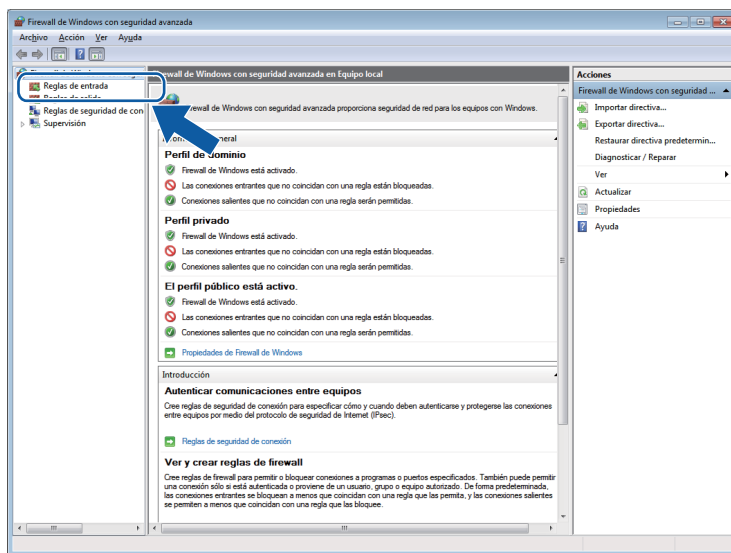 Firewall de Windows con seguridad avanzada
Archivo Acción Ver Ayuda
Reglas de entrada
Reglas de salida
Reglas de seguridad de con
Supervisión
Firewall de Windows con seguridad avanzada en Equipo local
Firewall de Windows con seguridad avanzada proporciona seguridad de red para los equipos con Windows.
general
Perfil de dominio
Firewall de Windows está activado.
Las conexiones entrantes que no coincidan con una regla están bloqueadas.
Conexiones salientes que no coincidan con una regla serán permitidas.
Perfil privado
Firewall de Windows está activado.
Las conexiones entrantes que no coincidan con una regla están bloqueadas.
Conexiones salientes que no coincidan con una regla serán permitidas.
El perfil público está activo.
Firewall de Windows está activado.
Las conexiones entrantes que no coincidan con una regla están bloqueadas.
Conexiones salientes que no coincidan con una regla serán permitidas.
Propiedades de Firewall de Windows
Introducción
Autenticar comunicaciones entre equipos
Cree reglas de seguridad de conexión para especificar cómo y cuando deben autenticarse y protegerse las conexiones
entre equipos por medio del protocolo de seguridad de Internet (IPsec).
Reglas de seguridad de conexión
Ver y crear reglas de firewall
Cree reglas de firewall para permitir o bloquear conexiones a programas o puertos especificados. También puede permitir
una conexión sólo si está autenticada o proviene de un usuario, grupo o equipo autorizado. De forma predeterminada,
las conexiones entrantes se bloquean a menos que coincidan con una regla que las permita, y las conexiones salientes
se permiten a menos que coincidan con una regla que las bloquee.
Acciones
Firewall de Windows con seguridad ...
Importar directiva...
Exportar directiva...
Restaurar directiva predetermin...
Diagnosticar / Reparar
Ver
Actualizar
Propiedades
Ayuda